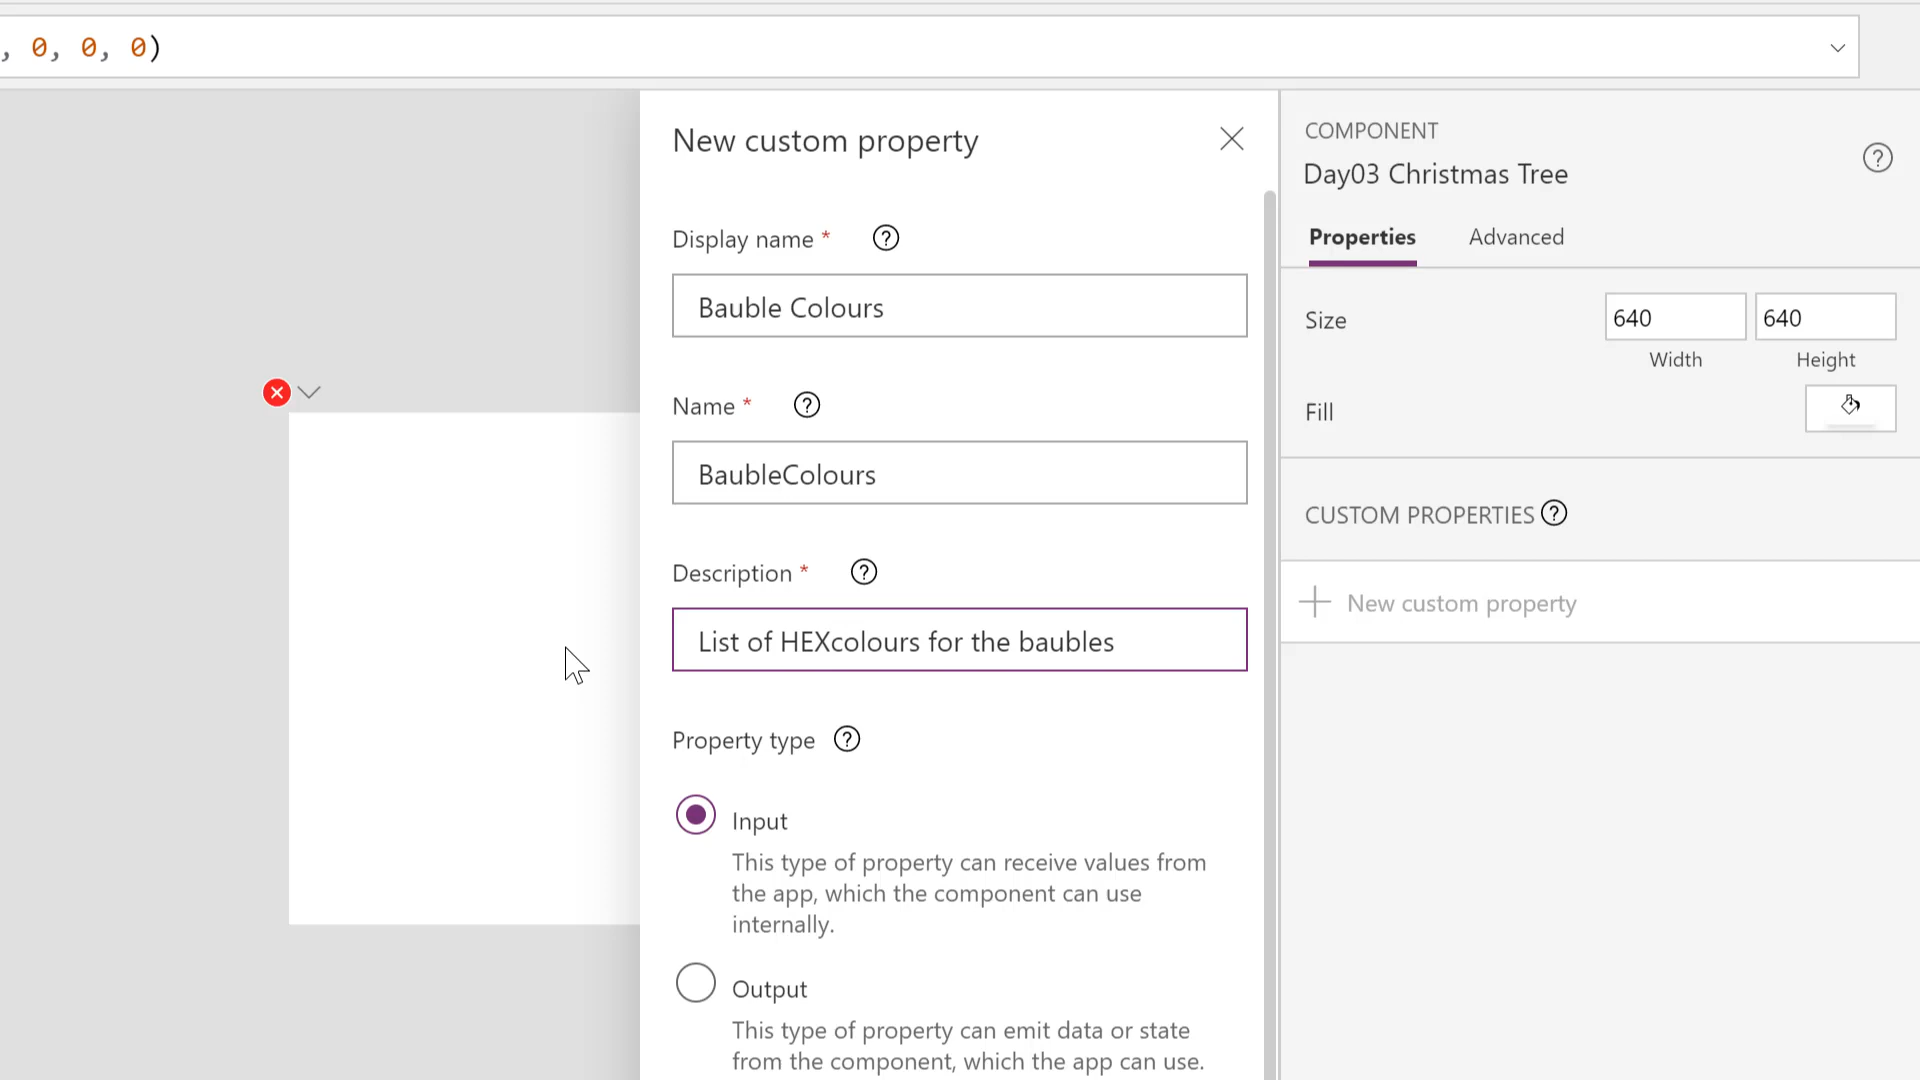 , 0, 0, 0)
New custom property
Display name *
Bauble Colours
Name *
BaubleColours
Description *
List of HEXcolours for the baubles
Property type
Input
This type of property can receive values from
the app, which the component can use
internally.
Output
This type of property can emit data or state
from the component, which the app can use.
COMPONENT
Day03 Christmas Tree
Properties Advanced
Size 640 640
Width Height
Fill
CUSTOM PROPERTIES
New custom property